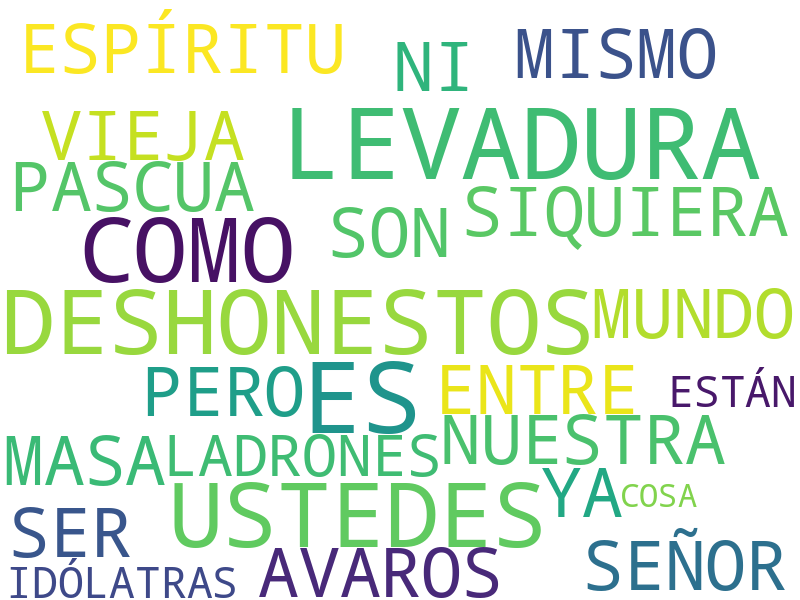 ESPÍRITU NI MISMO
VIEJA LEVADURA
PASCUA SON SIQUIERA
COMO
DESHONESTOS MUNDO
PERO ES ENTRE ESTÁN
MASA LADRONES NUESTRA
SER USTEDES YA COSA
IDÓLATRAS AVAROS SEÑOR